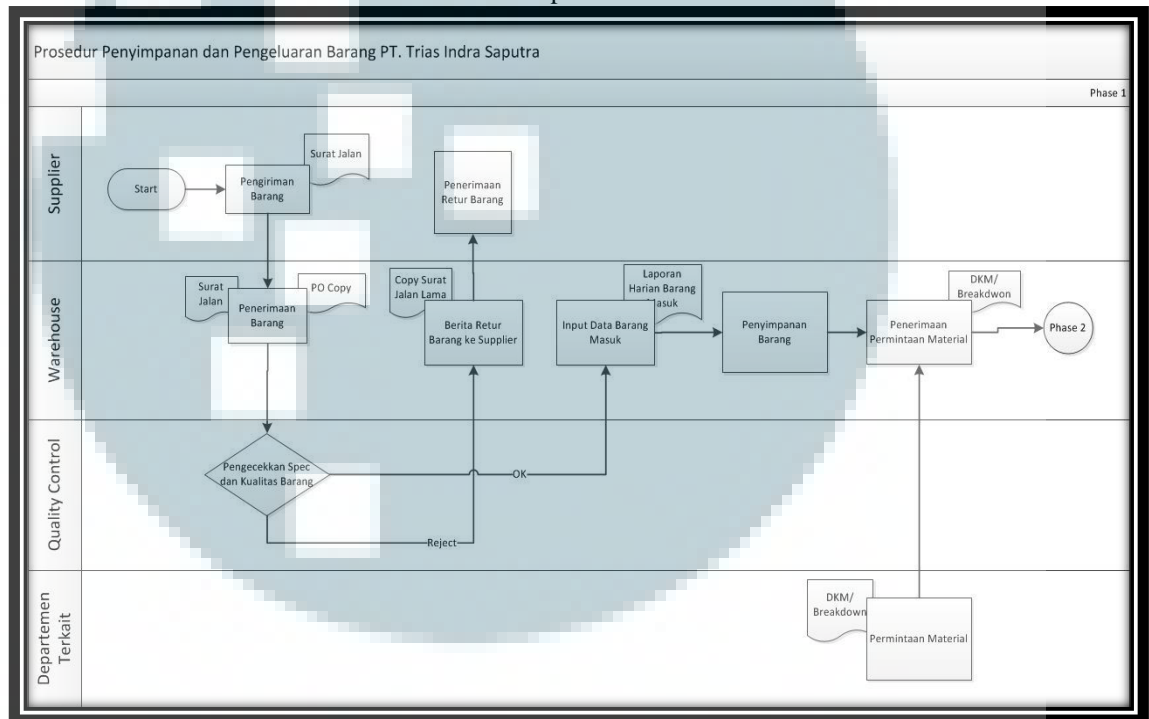 Prosedur Penyimpanan dan Pengeluaran Barang PT. Trias Indra Saputra
Phase 1
Supplier
Start
Pengiriman
Barang
Surat Jalan
Penerimaan
Retur Barang
Warehouse
Surat
Jalan
Penerimaan
Barang
PO Copy
Copy Surat
Jalan Lama
Berita Retur
Barang ke Supplier
Laporan
Harian Barang
Masuk
Input Data Barang
Masuk
Penyimpanan
Barang
DKM/
Breakdwon
Penerimaan
Permintaan Material
Phase 2
Quality Control
Pengecekkan Spec
dan Kualitas Barang
OK
Reject
Departemen
Terkait
DKM/
Breakdown
Permintaan Material